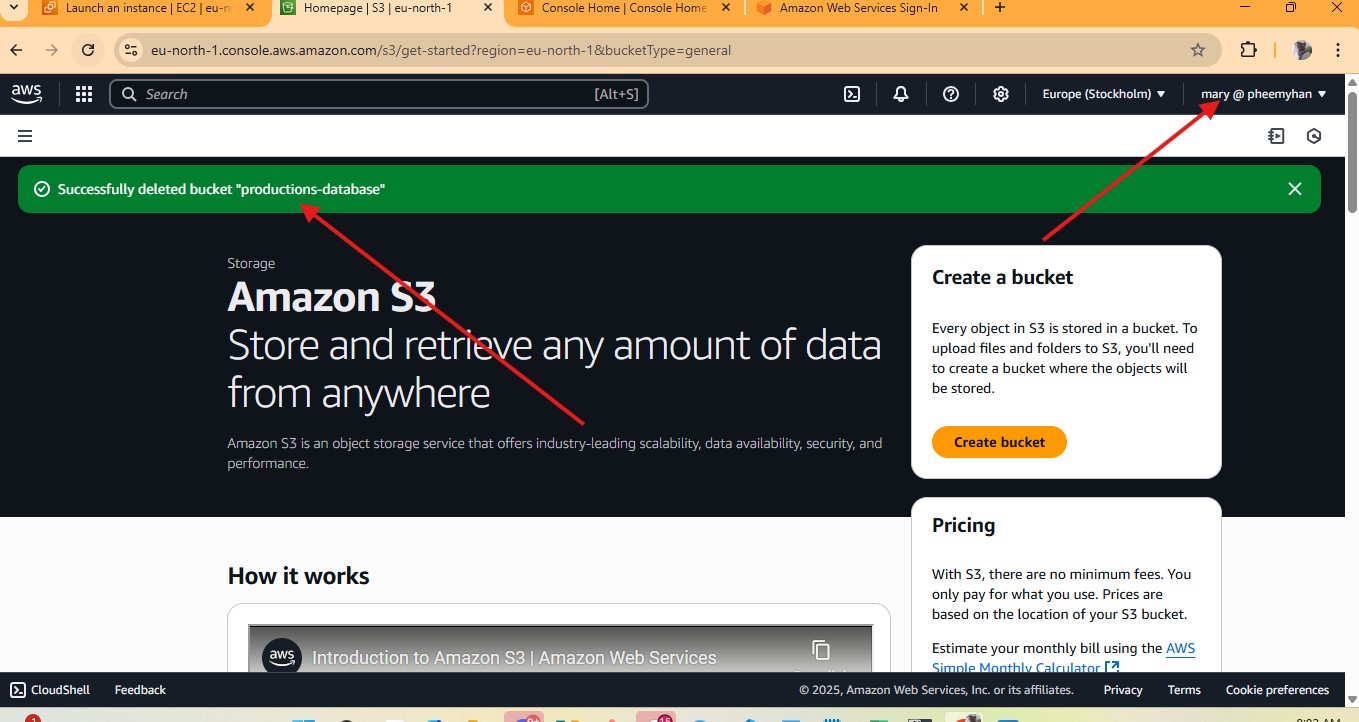 Launch an instance | EC2 | eu-n
Homepage | S3 | eu-north-1
Console Home | Console Home
Amazon Web Services Sign-In
eu-north-1.console.aws.amazon.com/s3/get-started?region=eu-north-1&bucketType=general
aws
Search
[Alt+S]
Europe (Stockholm)
mary @ pheemyhan
Successfully deleted bucket "productions-database"
Storage
Amazon S3
Store and retrieve any amount of data
from anywhere
Amazon S3 is an object storage service that offers industry-leading scalability, data availability, security, and
performance.
Create a bucket
Every object in S3 is stored in a bucket. To
upload files and folders to S3, you'll need
to create a bucket where the objects will
be stored.
Create bucket
Pricing
With S3, there are no minimum fees. You
only pay for what you use. Prices are
based on the location of your S3 bucket.
Estimate your monthly bill using the AWS
Simple Monthly Calculator
How it works
aws
Introduction to Amazon S3 | Amazon Web Services
CloudShell
Feedback
© 2025, Amazon Web Services, Inc. or its affiliates.
Privacy
Terms
Cookie preferences